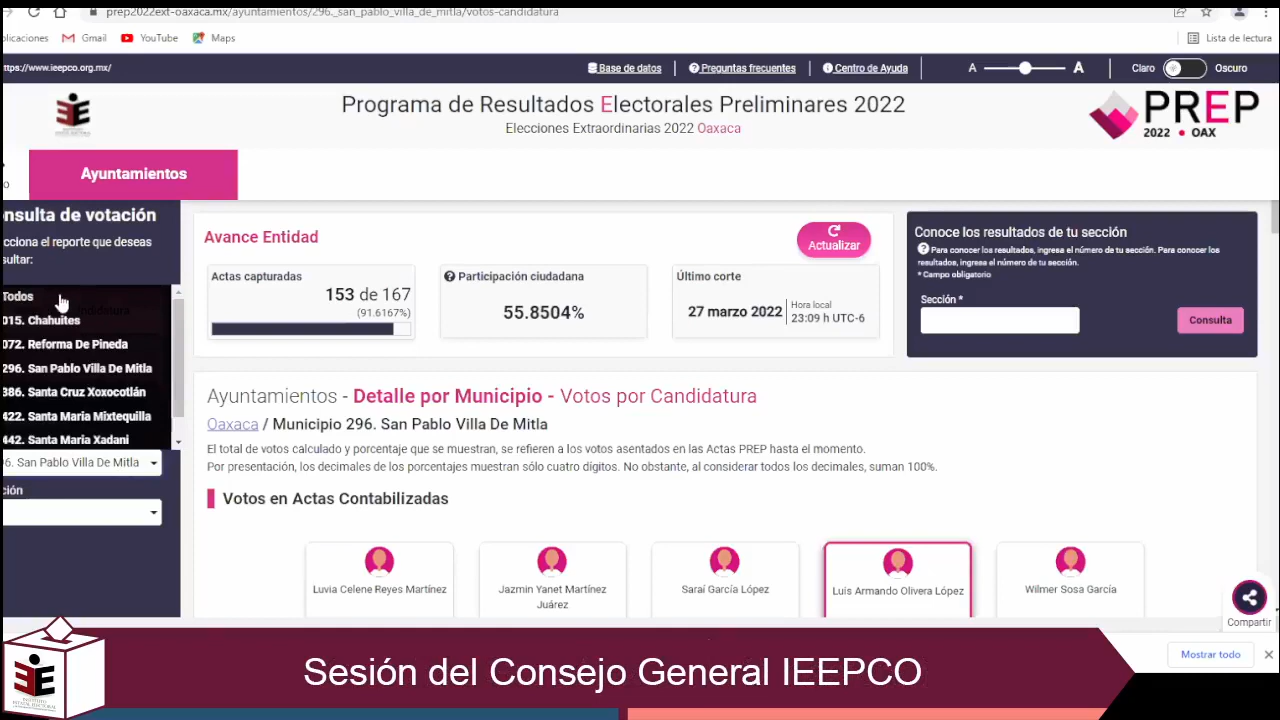 prep2022ext-oaxaca.mx/ayuntamientos/296._san_pablo_villa_de_mitla/votos-candidatura
licaciones Gmail YouTube Maps Lista de lectura
ttps://www.ieepco.org.mx/ Base de datos Preguntas frecuentes Centro de Ayuda A A Claro Oscuro
Programa de Resultados Electorales Preliminares 2022
Elecciones Extraordinarias 2022 Oaxaca
PREP
2022 • OAX
Ayuntamientos
o
nsulta de votación
cciona el reporte que deseas
sultar:
Todos
015. Chahuites
072. Reforma De Pineda
296. San Pablo Villa De Mitla
386. Santa Cruz Xoxocotlán
422. Santa Maria Mixtequilla
442. Santa Maria Xadani
6. San Pablo Villa De Mitla
ción
Avance Entidad
Actualizar
Actas capturadas
153 de 167
(91.6167%)
Participación ciudadana
55.8504%
Último corte
27 marzo 2022
Hora local
23:09 h UTC-6
Conoce los resultados de tu sección
Para conocer los resultados, ingresa el número de tu sección. Para conocer los
resultados, ingresa el número de tu sección.
* Campo obligatorio
Sección *
Consulta
Ayuntamientos - Detalle por Municipio - Votos por Candidatura
Oaxaca / Municipio 296. San Pablo Villa De Mitla
El total de votos calculado y porcentaje que se muestran, se refieren a los votos asentados en las Actas PREP hasta el momento.
Por presentación, los decimales de los porcentajes muestran sólo cuatro dígitos. No obstante, al considerar todos los decimales, suman 100%.
Votos en Actas Contabilizadas
Luvia Celene Reyes Martínez
Jazmin Yanet Martínez
Juárez
Saraí García López
Luis Armando Olivera López
Wilmer Sosa García
Compartir
Mostrar todo
Sesión del Consejo General IEEPCO